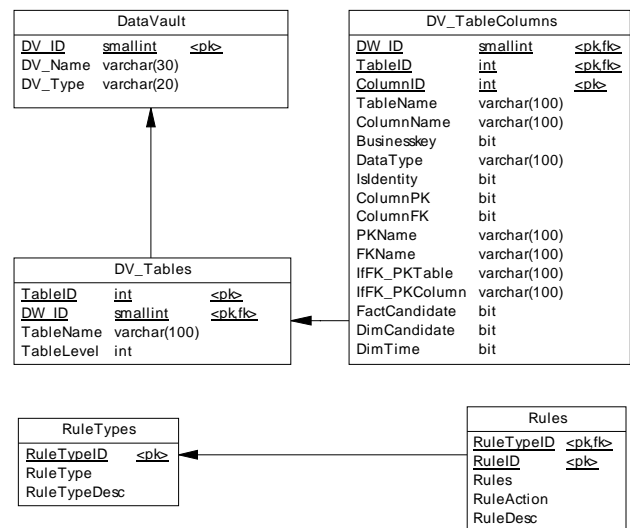 DataVault
DV_ID smallint <pk>
DV_Name varchar(30)
DV_Type varchar(20)
DV_TableColumns
DW_ID smallint <pk,fk>
TableID int <pk,fk>
ColumnID int <pk>
TableName varchar(100)
ColumnName varchar(100)
Businesskey bit
DataType varchar(100)
IsIdentity bit
ColumnPK bit
ColumnFK bit
PKName varchar(100)
FKName varchar(100)
IfFK_PKTable varchar(100)
IfFK_PKColumn varchar(100)
FactCandidate bit
DimCandidate bit
DimTime bit
DV_Tables
TableID int <pk>
DW_ID smallint <pk,fk>
TableName varchar(100)
TableLevel int
RuleTypes
RuleTypeID <pk>
RuleType
RuleTypeDesc
Rules
RuleTypeID <pk,fk>
RuleID <pk>
Rules
RuleAction
RuleDesc